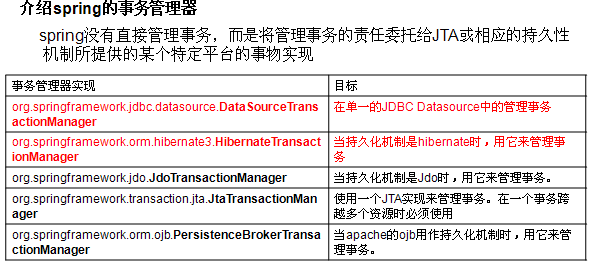 介绍spring的事务管理器
spring没有直接管理事务，而是将管理事务的责任委托给JTA或相应的持久性
机制所提供的某个特定平台的事物实现
事务管理器实现
目标
org.springframework.jdbc.datasource.DataSourceTrans
actionManager
在单一的JDBC Datasource中的管理事务
org.springframework.orm.hibernate3.HibernateTransact
ionManager
当持久化机制是hibernate时，用它来管理事
务
org.springframework.jdo.JdoTransactionManager
当持久化机制是Jdo时，用它来管理事务。
org.springframework.transaction.jta.JtaTransactionMan
ager
使用一个JTA实现来管理事务。在一个事务跨
越多个资源时必须使用
org.springframework.orm.ojb.PersistenceBrokerTransa
ctionManager
当apache的ojb用作持久化机制时，用它来管
理事务。